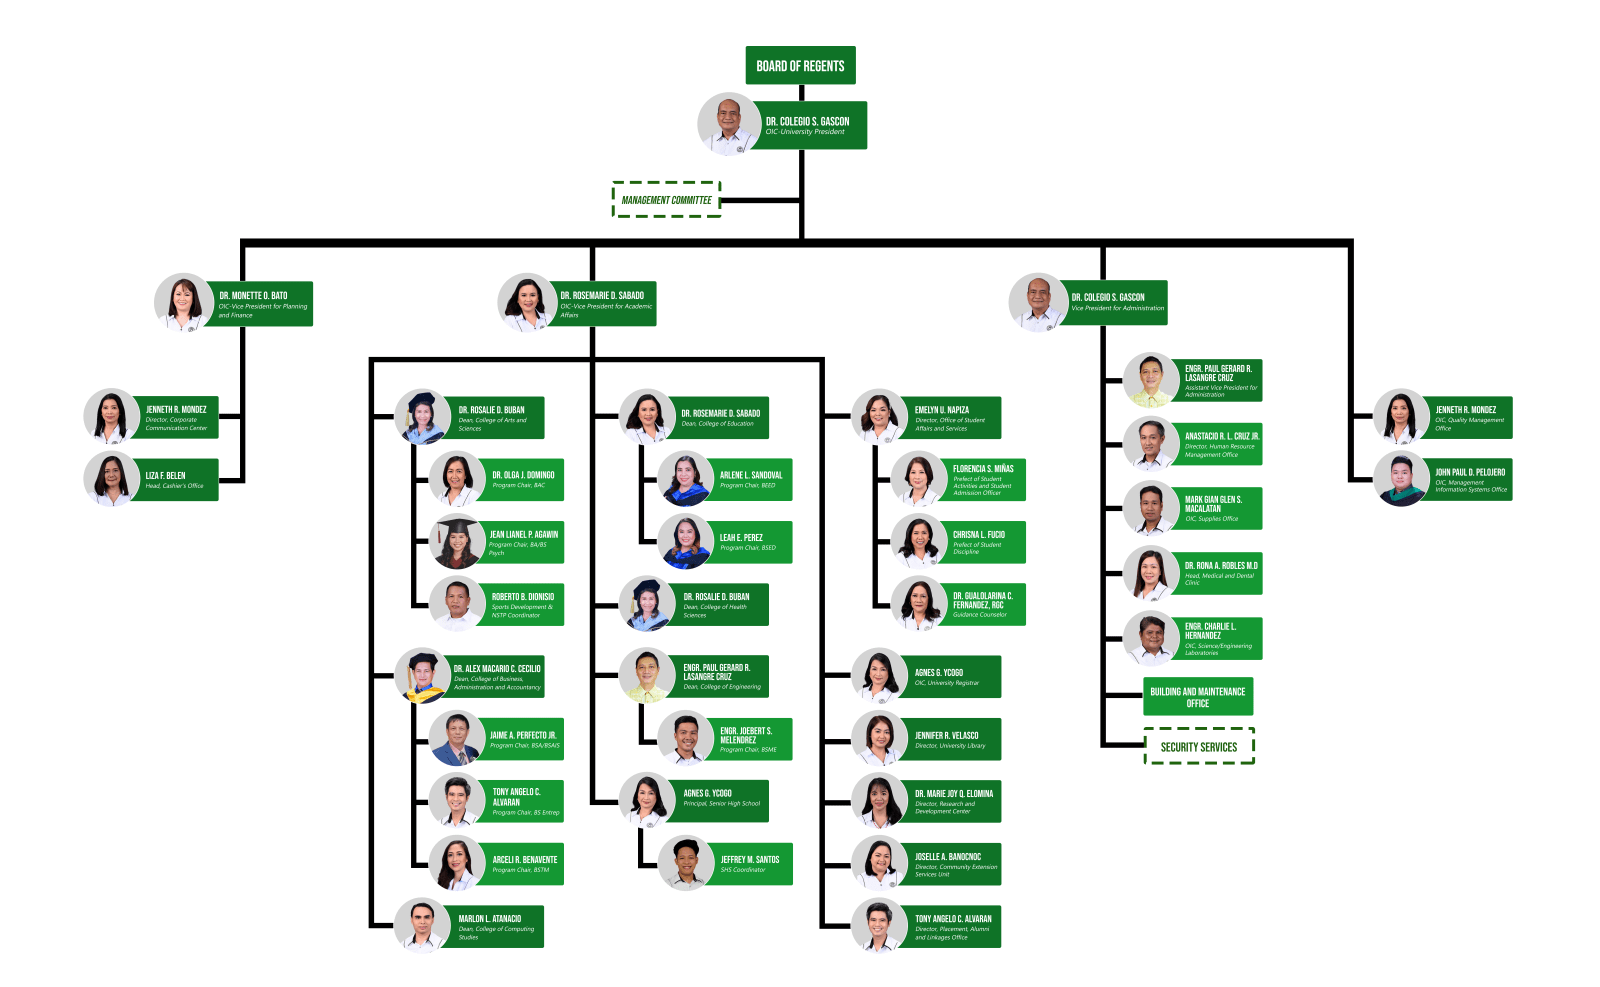 BOARD OF REGENTS
DR. COLEGIO S. GASCON
OIC-University President
MANAGEMENT COMMITTEE
DR. MONETTE O. BATO
OIC-Vice President for Planning
and Finance
JENNETH R. MONDEZ
Director, Corporate
Communication Center
LIZA F. BELEN
Head, Cashier's Office
DR. ROSEMARIE D. SABADO
OIC-Vice President for Academic
Affairs
DR. ROSALIE D. BUBAN
Dean, College of Arts and
Sciences
DR. OLGA J. DOMINGO
Program Chair, BAC
JEAN LIANEL P. AGAWIN
Program Chair, BA/BS
Psych
ROBERTO B. DIONISIO
Sports Development &
NSTP Coordinator
DR. ALEX MACARIO C. CECILIO
Dean, College of Business,
Administration and Accountancy
JAIME A. PERFECTO JR.
Program Chair, BSA/BSAIS
TONY ANGELO C.
ALVARAN
Program Chair, BS Entrep
ARCELI R. BENAVENTE
Program Chair, BSTM
MARLON L. ATANACIO
Dean, College of Computing
Studies
DR. ROSEMARIE D. SABADO
Dean, College of Education
ARLENE L. SANDOVAL
Program Chair, BEED
LEAH E. PEREZ
Program Chair, BSED
DR. ROSALIE D. BUBAN
Dean, College of Health
Sciences
ENGR. PAUL GERARD R.
LASANGRE CRUZ
Dean, College of Engineering
ENGR. JOEBERT S.
MELENDREZ
Program Chair, BSME
AGNES G. YCOGO
Principal, Senior High School
JEFFREY M. SANTOS
SHS Coordinator
EMELYN U. NAPIZA
Director, Office of Student
Affairs and Services
FLORENCIA S. MIÑAS
Prefect of Student
Activities and Student
Admission Officer
CHRISNA L. FUCIO
Prefect of Student
Discipline
DR. GUALOLARINA C.
FERNANDEZ, RGC
Guidance Counselor
AGNES G. YCOGO
OIC, University Registrar
JENNIFER R. VELASCO
Director, University Library
DR. MARIE JOY Q. ELOMINA
Director, Research and
Development Center
JOSELLE A. BANOCNOC
Director, Community Extension
Services Unit
TONY ANGELO C. ALVARAN
Director, Placement, Alumni
and Linkages Office
DR. COLEGIO S. GASCON
Vice President for Administration
ENGR. PAUL GERARD R.
LASANGRE CRUZ
Assistant Vice President for
Administration
ANASTACIO R. L. CRUZ JR.
Director, Human Resource
Management Office
MARK GIAN GLEN S.
MACALATAN
OIC, Supplies Office
DR. RONA A. ROBLES M.D
Head, Medical and Dental
Clinic
ENGR. CHARLIE L.
HERNANDEZ
OIC, Science/Engineering
Laboratories
BUILDING AND MAINTENANCE
OFFICE
SECURITY SERVICES
JENNETH R. MONDEZ
OIC, Quality Management
Office
JOHN PAUL D. PELOJERO
OIC, Management
Information Systems Office